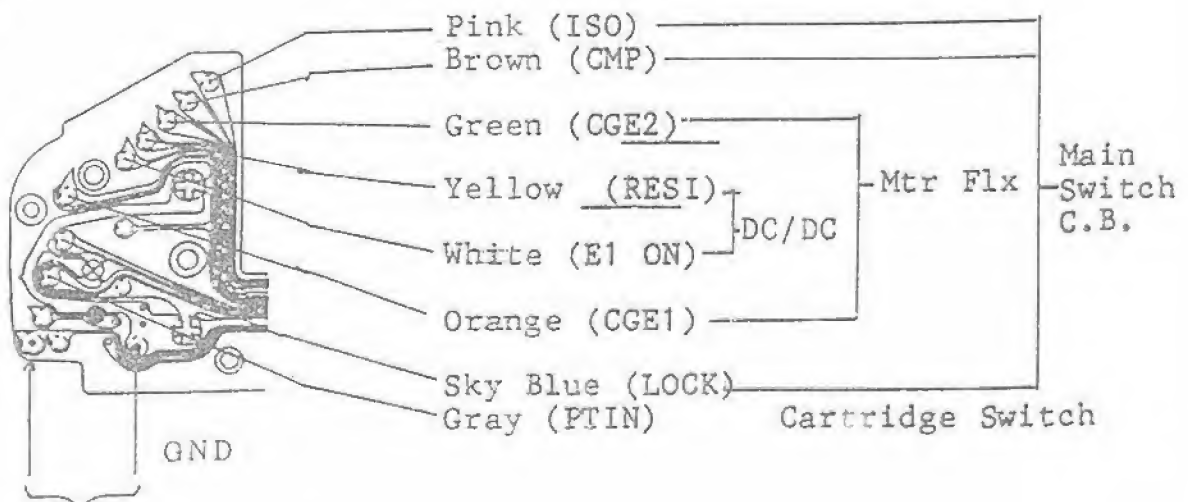 Pink (ISO)
Brown (CMP)
Green (CGE2)
Yellow (RESI)
White (E1 ON)
DC/DC
Mtr Flx
Main
Switch
C.B.
Orange (CGE1)
Sky Blue (LOCK)
Gray (PTIN)
Cartridge Switch
GND